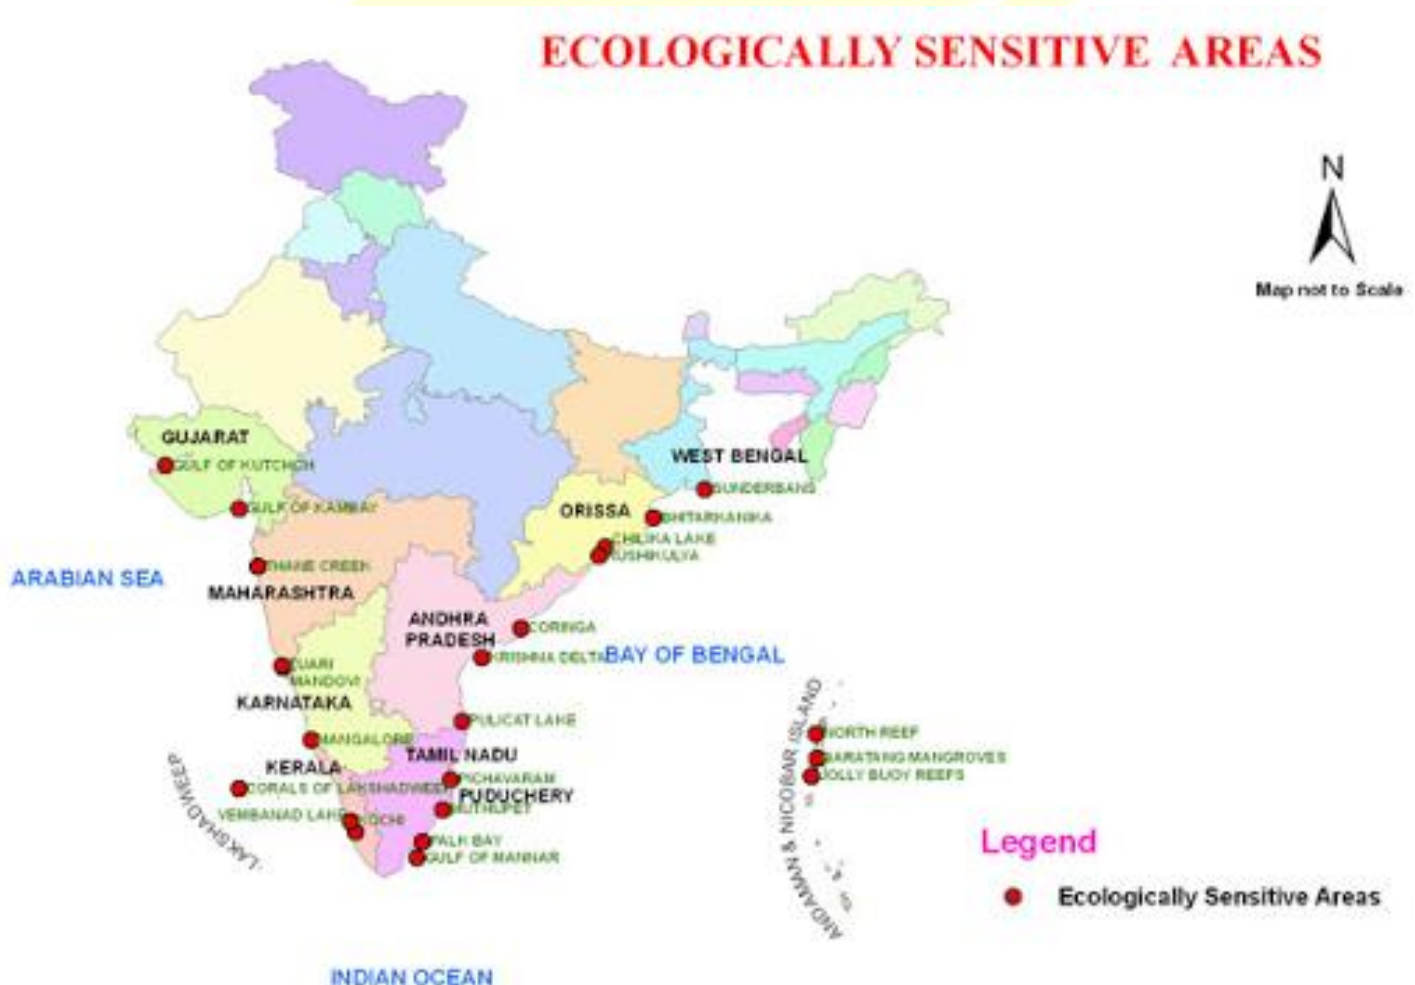 ECOLOGICALLY SENSITIVE AREAS
N
Map not to Scale
GUJARAT
GULF OF KUTCHCH
GULF OF KAMBAY
WEST BENGAL
SUNDERBANS
ORISSA
BHITARKANIKA
CHILIKA LAKE
RUSHIKULYA
ARABIAN SEA
THANE CREEK
MAHARASHTRA
ANDHRA
PRADESH
CORINGA
KRISHNA DELTA
BAY OF BENGAL
ZUARI
MANDOVI
KARNATAKA
PULICAT LAKE
MANGALORE
TAMIL NADU
KERALA
PICHAVARAM
CORALS OF LAKSHADWEEP
PUDUCHERY
MUTHUPET
VEMBANAD LAKE
KOCHI
PALK BAY
GULF OF MANNAR
LAKSHADWEEP
NORTH REEF
BARATANG MANGROVES
JOLLY BUOY REEFS
ANDAMAN & NICOBAR ISLAND
Legend
Ecologically Sensitive Areas
INDIAN OCEAN